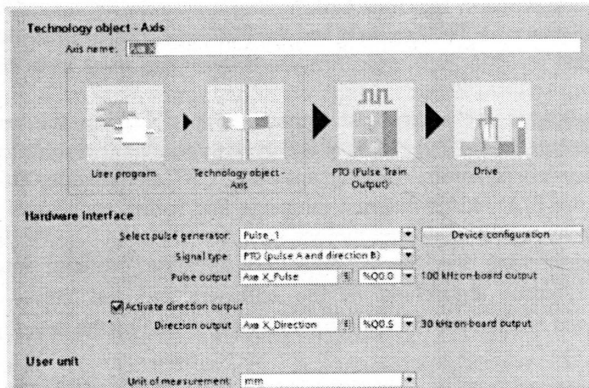 Technology object - Axis
Axis name:
User program
Technology object - Axis
PTO (Pulse Train Output)
Drive
Hardware interface
Select pulse generator: Pulse_1 Device configuration
Signal type: PTO (pulse A and direction B)
Pulse output Axe X_Pulse %Q0.0 100 kHz on-board output
Activate direction output
Direction output Axe X_Direction %Q0.5 30 kHz on-board output
User unit
Unit of measurement: mm